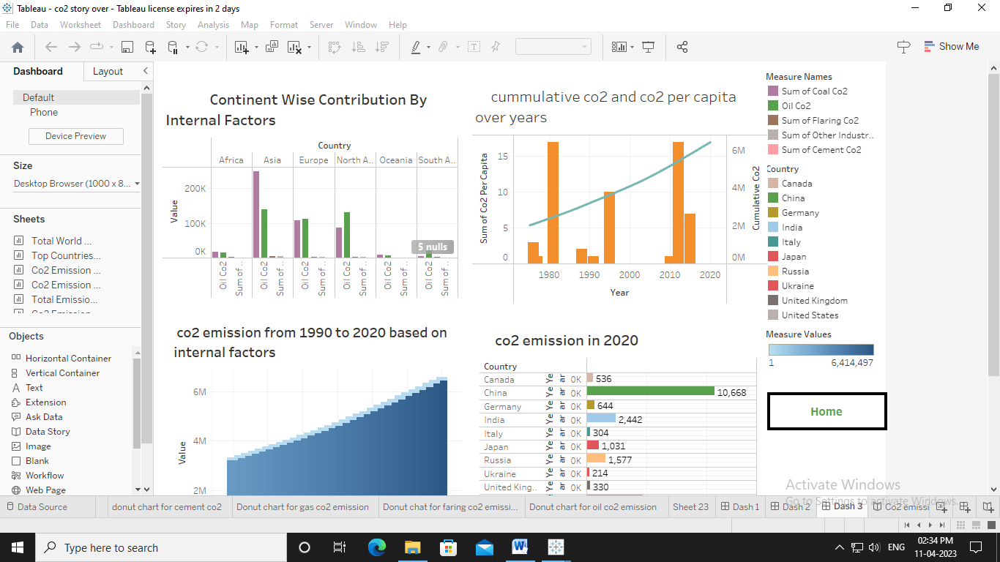 Tableau - co2 story over - Tableau license expires in 2 days
File Data Worksheet Dashboard Story Analysis Map Format Server Window Help
Show Me
Dashboard Layout
Default
Phone
Device Preview
Size
Desktop Browser (1000 x 8...
Sheets
Total World ...
Top Countries...
Co2 Emission ...
Co2 Emission ...
Total Emissio...
Objects
Horizontal Container
Vertical Container
Text
Extension
Ask Data
Data Story
Image
Blank
Workflow
Web Page
Continent Wise Contribution By
Internal Factors
Country
Africa Asia Europe North A.. Oceania South A..
Value
200K
100K
0K
5 nulls
Oil Co2 Sum of .. Oil Co2 Sum of .. Oil Co2 Sum of .. Oil Co2 Sum of .. Oil Co2 Sum of .. Oil Co2 Sum of ..
cummulative co2 and co2 per capita
over years
Sum of Co2 Per Capita
15
10
5
0
6M
4M
2M
0M
Cumulative Co2
1980 1990 2000 2010 2020
Year
co2 emission from 1990 to 2020 based on
internal factors
Value
6M
4M
2M
co2 emission in 2020
Country
Canada Ye ar 0K 536
China Ye ar 0K 10,668
Germany Ye ar 0K 644
India Ye ar 0K 2,442
Italy Ye ar 0K 304
Japan Ye ar 0K 1,031
Russia Ye ar 0K 1,577
Ukraine Ye ar 0K 214
United King.. Ye ar 0K 330
Measure Names
Sum of Coal Co2
Oil Co2
Sum of Flaring Co2
Sum of Other Industr..
Sum of Cement Co2
Country
Canada
China
Germany
India
Italy
Japan
Russia
Ukraine
United Kingdom
United States
Measure Values
1 6,414,497
Home
Activate Windows
Go to Settings to activate Windows.
Data Source donut chart for cement co2 Donut chart for gas co2 emission Donut chat for faring co2 emissi... Donut chart for oil co2 emission Sheet 23 Dash 1 Dash 2 Dash 3 Co2 emissi
Type here to search
ENG
02:34 PM
11-04-2023